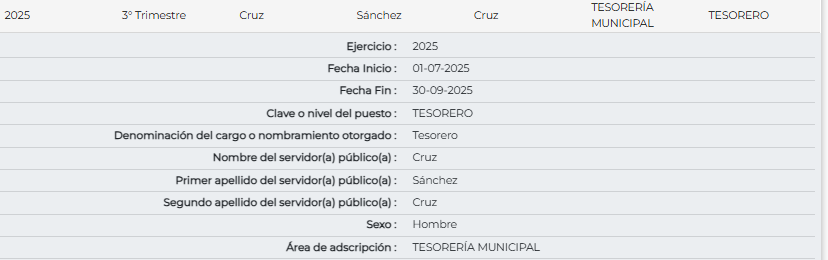 2025 3° Trimestre Cruz Sánchez Cruz TESORERÍA MUNICIPAL TESORERO
Ejercicio : 2025
Fecha Inicio : 01-07-2025
Fecha Fin : 30-09-2025
Clave o nivel del puesto : TESORERO
Denominación del cargo o nombramiento otorgado : Tesorero
Nombre del servidor(a) público(a) : Cruz
Primer apellido del servidor(a) público(a) : Sánchez
Segundo apellido del servidor(a) público(a) : Cruz
Sexo : Hombre
Área de adscripción : TESORERÍA MUNICIPAL